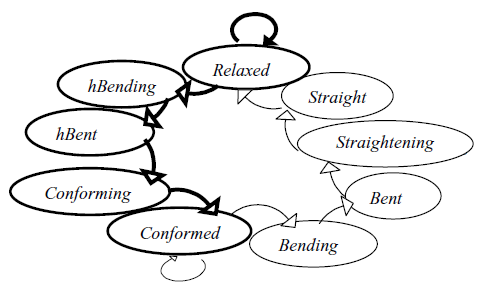 Relaxed
hBending
Straight
hBent
Straightening
Conforming
Bent
Conformed
Bending